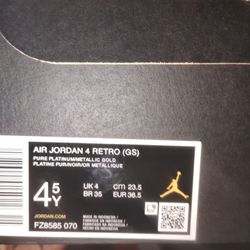 AIR JORDAN 4 RETRO (GS)
PURE PLATINUM/METALLIC GOLD
PLATINE PUR/NOIR/OR METALLIQUE
4.5Y
UK 4 cm 23.5
BR 35 EUR 36.5
JORDAN.COM
FZ8585 070
MADE IN INDONESIA